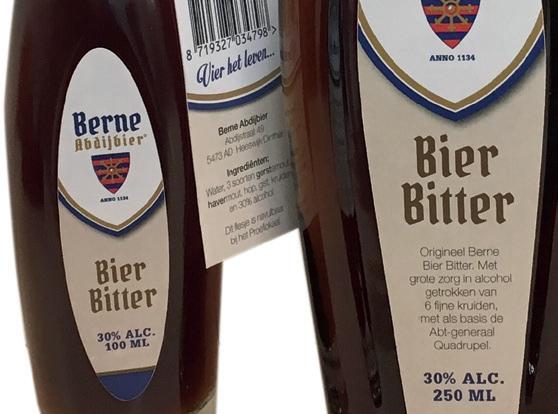 Berne
Abdijbier
ANNO 1134
Bier
Bitter
30% ALC.
100 ML
8 719327 034798 >
Vier het leven...
Berne Abdijbier
Abdijstraat 49
5473 AD Heeswijk Dinther
Ingrediënten:
Water, 3 soorten gerstemout,
havermout, hop, gist, kruiden
en 30% alcohol.
Dit flesje is navulbaar
bij het Proeflokaal.
ANNO 1134
Bier
Bitter
Origineel Berne
Bier Bitter. Met
grote zorg in alcohol
getrokken van
6 fijne kruiden,
met als basis de
Abt-generaal
Quadrupel.
30% ALC.
250 ML